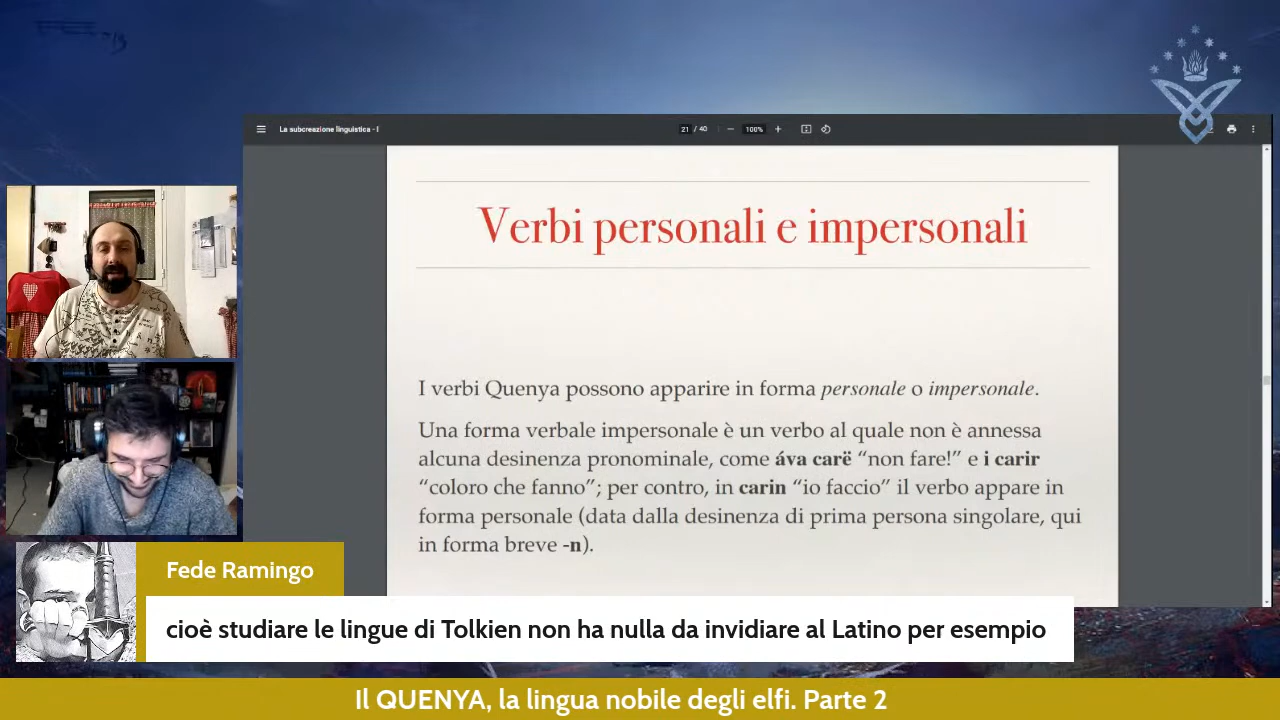 La subcreazione linguistica - I
21 / 40
100%
Verbi personali e impersonali
I verbi Quenya possono apparire in forma personale o impersonale.
Una forma verbale impersonale è un verbo al quale non è annessa
alcuna desinenza pronominale, come áva carë “non fare!” e i carir
“coloro che fanno”; per contro, in carin “io faccio” il verbo appare in
forma personale (data dalla desinenza di prima persona singolare, qui
in forma breve -n).
Fede Ramingo
cioè studiare le lingue di Tolkien non ha nulla da invidiare al Latino per esempio
Il QUENYA, la lingua nobile degli elfi. Parte 2